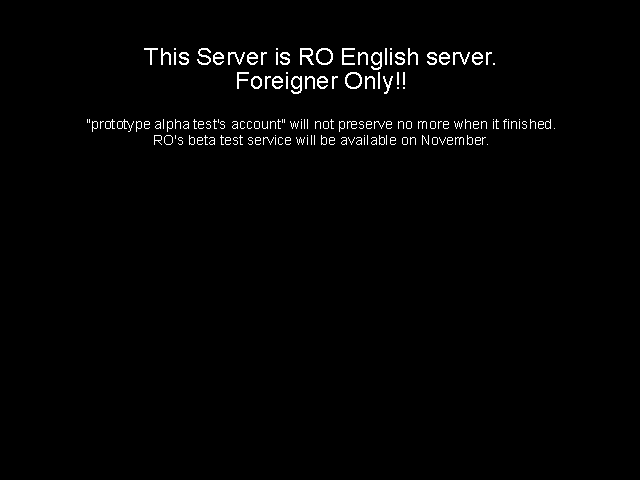 This Server is RO English server.
Foreigner Only!!
"prototype alpha test's account" will not preserve no more when it finished.
RO's beta test service will be available on November.